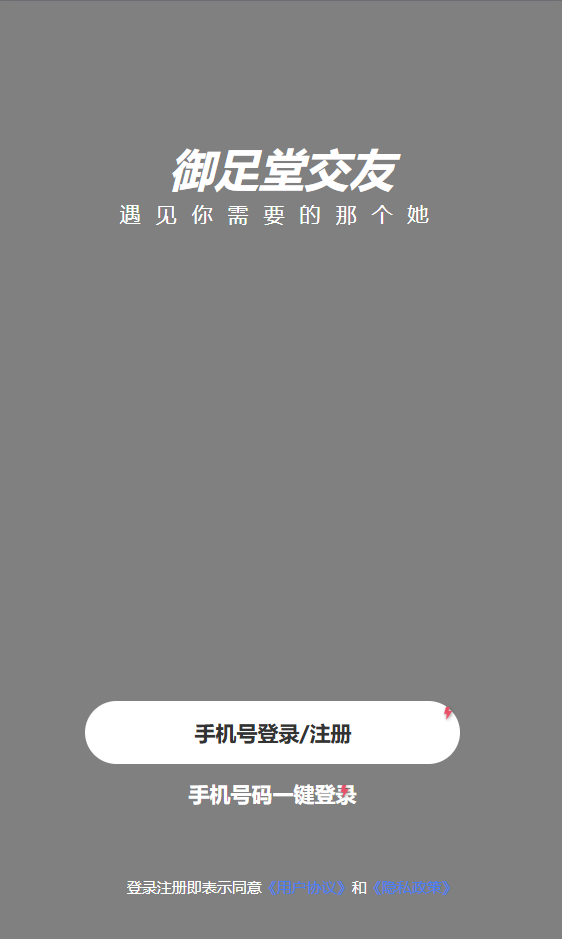 御足堂交友
遇见你需要的那个她
手机号登录/注册
手机号码一键登录
登录注册即表示同意《用户协议》和《隐私政策》